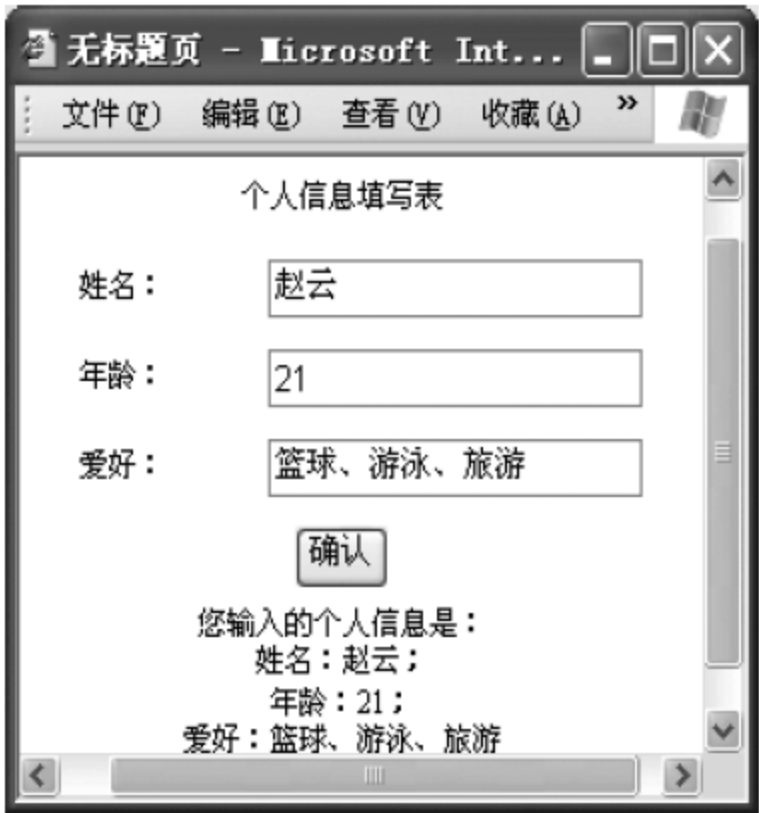 无标题页 - Microsoft Int...
文件(F) 编辑(E) 查看(V) 收藏(A) »
个人信息填写表
姓名： 赵云
年龄： 21
爱好： 篮球、游泳、旅游
确认
您输入的个人信息是：
姓名：赵云；
年龄：21；
爱好：篮球、游泳、旅游